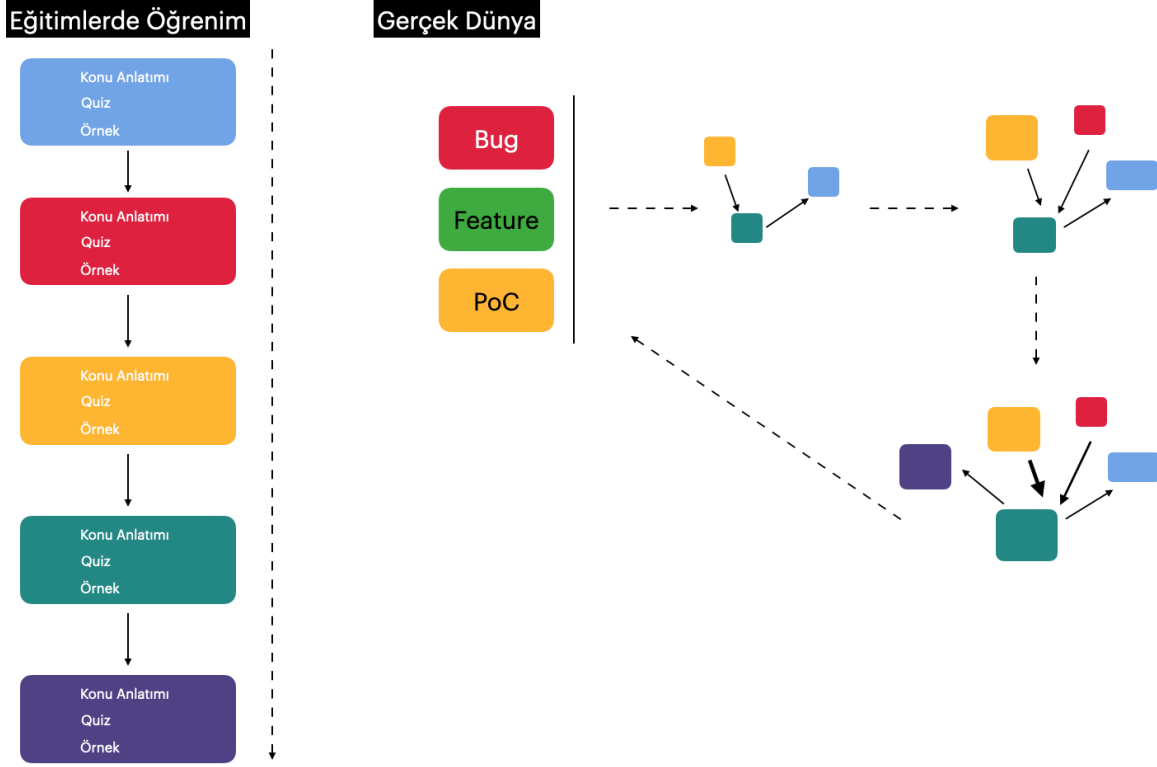 Eğitimlerde Öğrenim
Konu Anlatımı
Quiz
Örnek
Konu Anlatımı
Quiz
Örnek
Konu Anlatımı
Quiz
Örnek
Konu Anlatımı
Quiz
Örnek
Konu Anlatımı
Quiz
Örnek
Gerçek Dünya
Bug
Feature
PoC